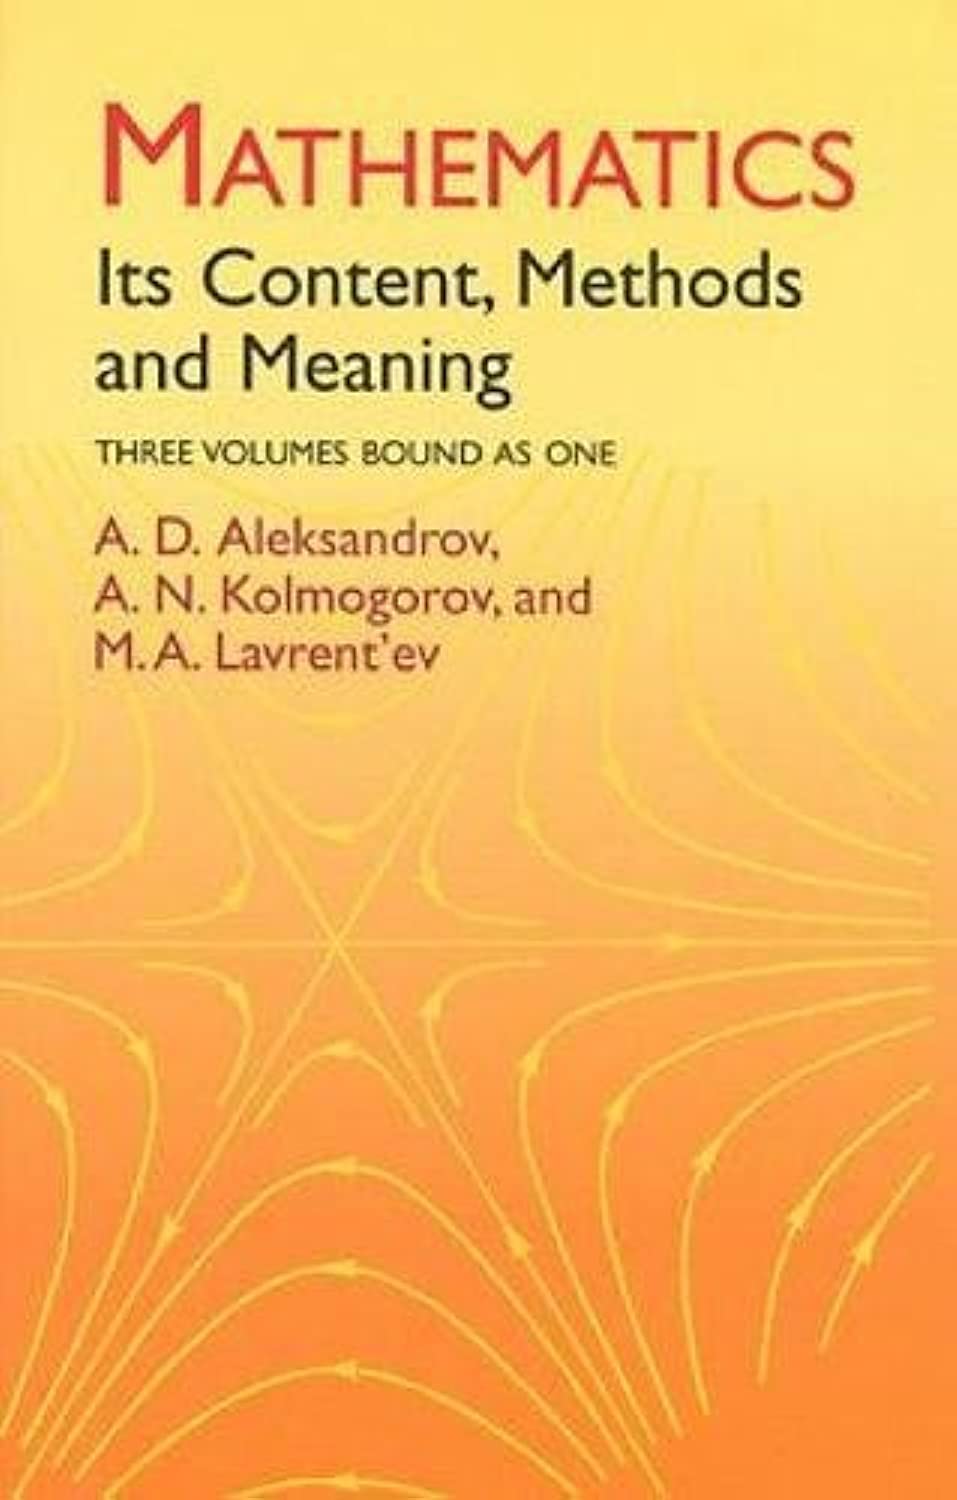 MATHEMATICS
Its Content, Methods
and Meaning
THREE VOLUMES BOUND AS ONE
A. D. Aleksandrov,
A. N. Kolmogorov, and
M. A. Lavrent'ev